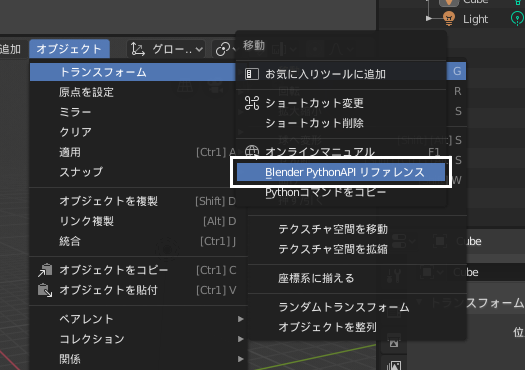 Cube
Light
追加 オブジェクト グロー..
移動
トランスフォーム
お気に入りツールに追加
G
原点を設定
R
ミラー
ショートカット変更
S
クリア
ショートカット削除
適用 [Ctrl] A
オンラインマニュアル F1
S
スナップ
Blender PythonAPI リファレンス
S
Pythonコマンドをコピー
W
オブジェクトを複製 [Shift] D
リンク複製 [Alt] D
テクスチャ空間を移動
統合 [Ctrl] J
テクスチャ空間を拡縮
Cube
オブジェクトをコピー [Ctrl] C
座標系に揃える
Cube
オブジェクトを貼付 [Ctrl] V
ランダムトランスフォーム
トランスフォーム
ペアレント
オブジェクトを整列
位
コレクション
関係